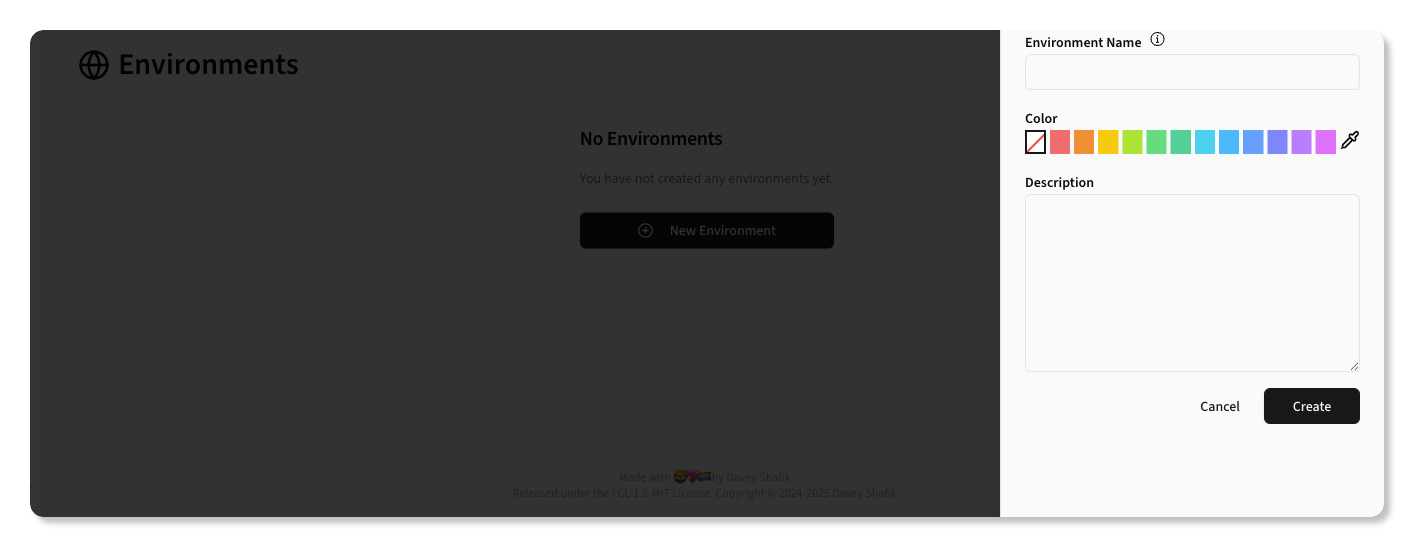 Environments
No Environments
You have not created any environments yet.
New Environment
Made with by Davey Shafik.
Released under the FCL-1.0-MIT License. Copyright © 2024-2025 Davey Shafik.
Environment Name
Color
Description
Cancel
Create